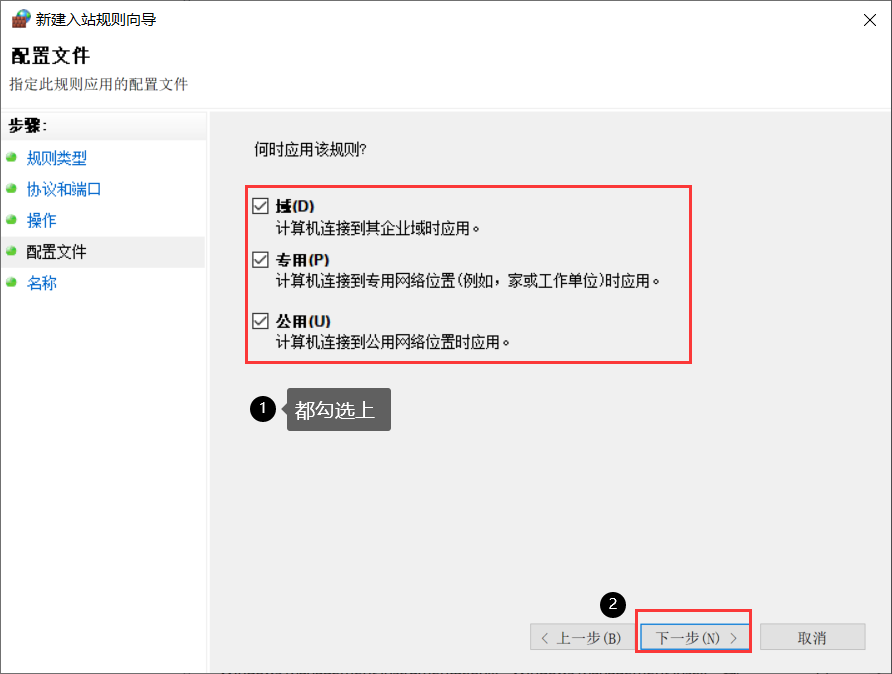 新建入站规则向导
配置文件
指定此规则应用的配置文件
步骤:
规则类型
协议和端口
操作
配置文件
名称
何时应用该规则?
域(D)
计算机连接到其企业域时应用。
专用(P)
计算机连接到专用网络位置(例如，家或工作单位)时应用。
公用(U)
计算机连接到公用网络位置时应用。
1 都勾选上
2
< 上一步(B) 下一步(N) > 取消